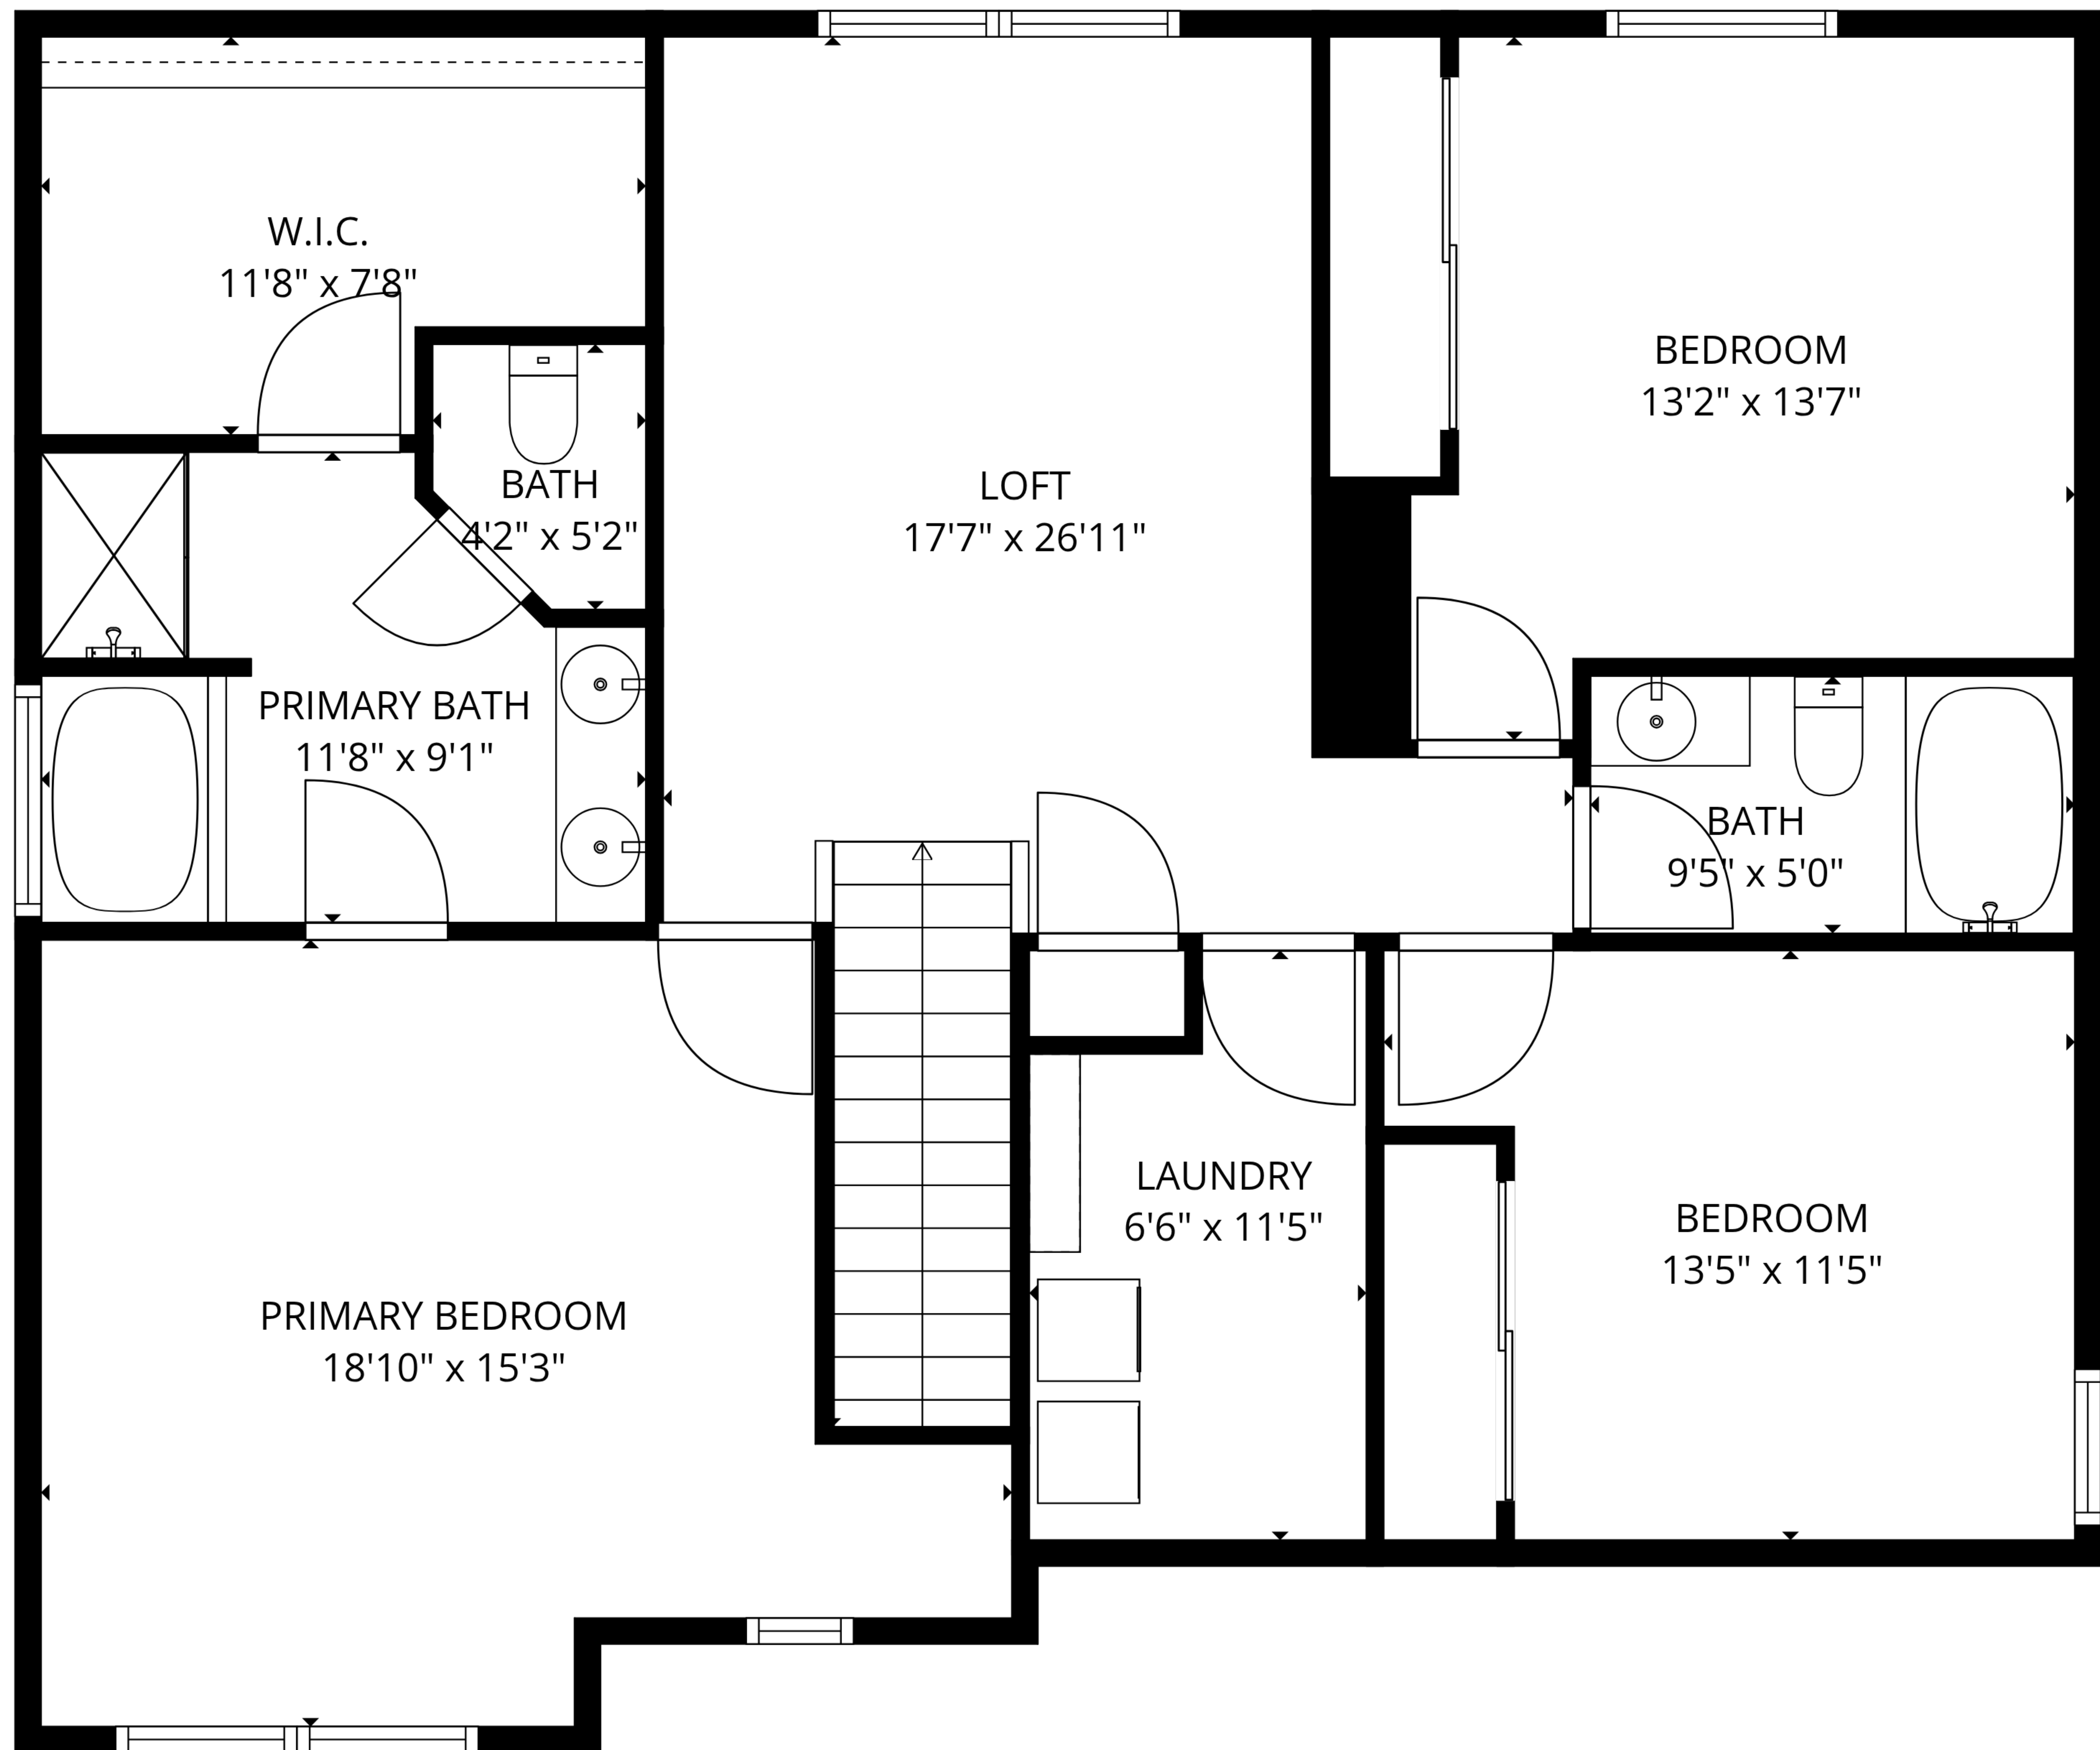 W.I.C.
11'8" x 7'8"
BATH
4'2" x 5'2"
PRIMARY BATH
11'8" x 9'1"
LOFT
17'7" x 26'11"
BEDROOM
13'2" x 13'7"
BATH
9'5" x 5'0"
LAUNDRY
6'6" x 11'5"
BEDROOM
13'5" x 11'5"
PRIMARY BEDROOM
18'10" x 15'3"